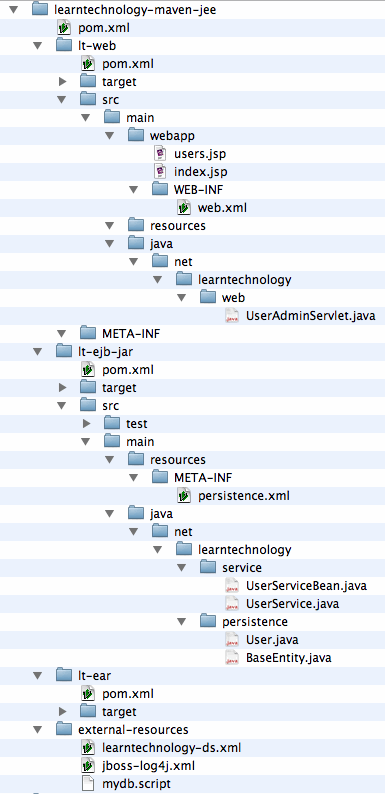 learntechnology-maven-jee
pom.xml
lt-web
pom.xml
target
src
main
webapp
users.jsp
index.jsp
WEB-INF
web.xml
resources
java
net
learntechnology
web
UserAdminServlet.java
META-INF
lt-ejb-jar
pom.xml
target
src
test
main
resources
META-INF
persistence.xml
java
net
learntechnology
service
UserServiceBean.java
UserService.java
persistence
User.java
BaseEntity.java
lt-ear
pom.xml
target
external-resources
learntechnology-ds.xml
jboss-log4j.xml
mydb.script